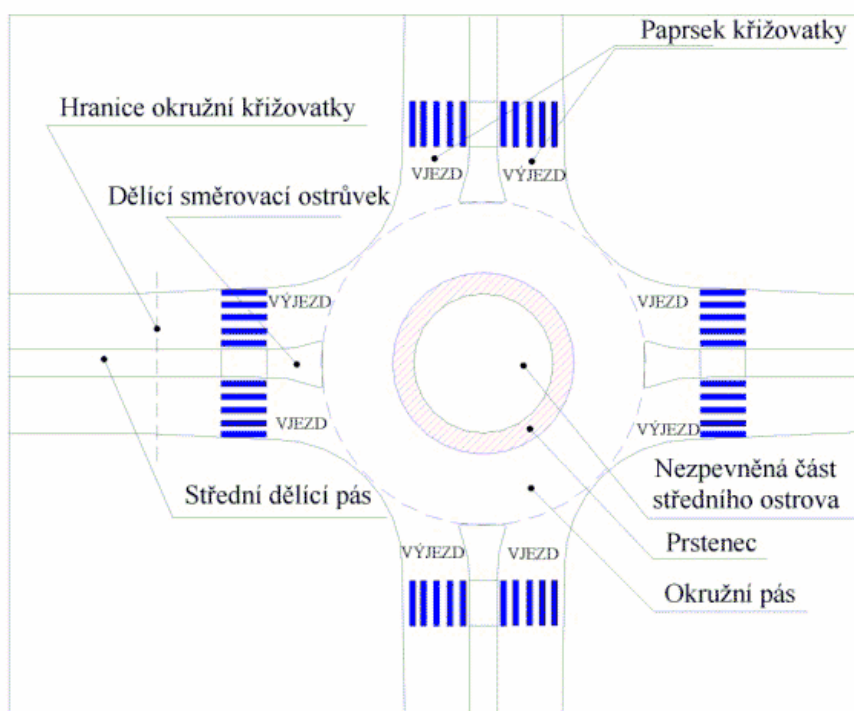 Paprsek křižovatky
Hranice okružní křižovatky
VJEZD
VÝJEZD
Dělící směrovací ostrůvek
VÝJEZD
VJEZD
VJEZD
VÝJEZD
Střední dělící pás
Nezpevněná část
středního ostrova
VÝJEZD
VJEZD
Prstenec
Okružní pás